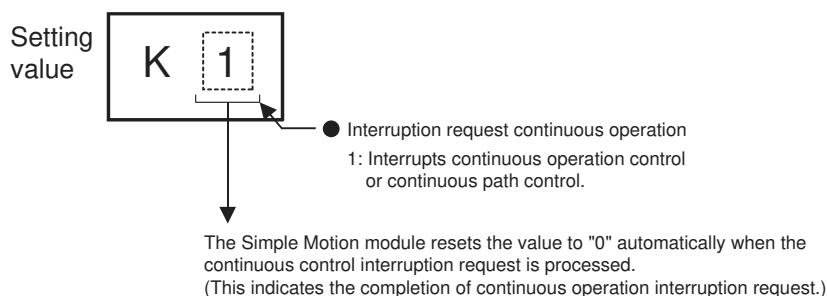 Setting
value
K 1
● Interruption request continuous operation
1: Interrupts continuous operation control
or continuous path control.
The Simple Motion module resets the value to "0" automatically when the
continuous control interruption request is processed.
(This indicates the completion of continuous operation interruption request.)